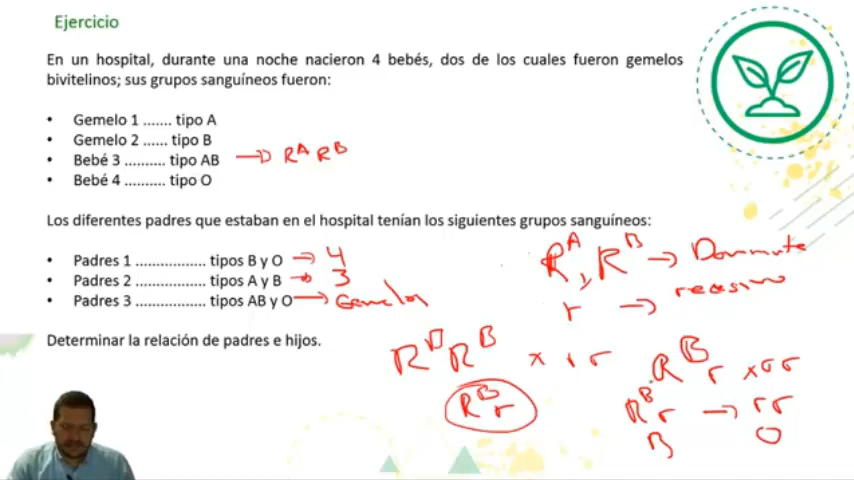 Ejercicio
En un hospital, durante una noche nacieron 4 bebés, dos de los cuales fueron gemelos
bivitelinos; sus grupos sanguíneos fueron:
• Gemelo 1 ....... tipo A
• Gemelo 2 ...... tipo B
• Bebé 3 .......... tipo AB → R^A R^B
• Bebé 4 .......... tipo O
Los diferentes padres que estaban en el hospital tenían los siguientes grupos sanguíneos:
• Padres 1 ................. tipos B y O → 4
• Padres 2 ................. tipos A y B → 3
• Padres 3 ................. tipos AB y O → Gemelos
R^A, R^B → Dominante
r → recesivo
Determinar la relación de padres e hijos.
R^B R^B x r r
R^B r
R^B r x r r
R^B r → r r
B O